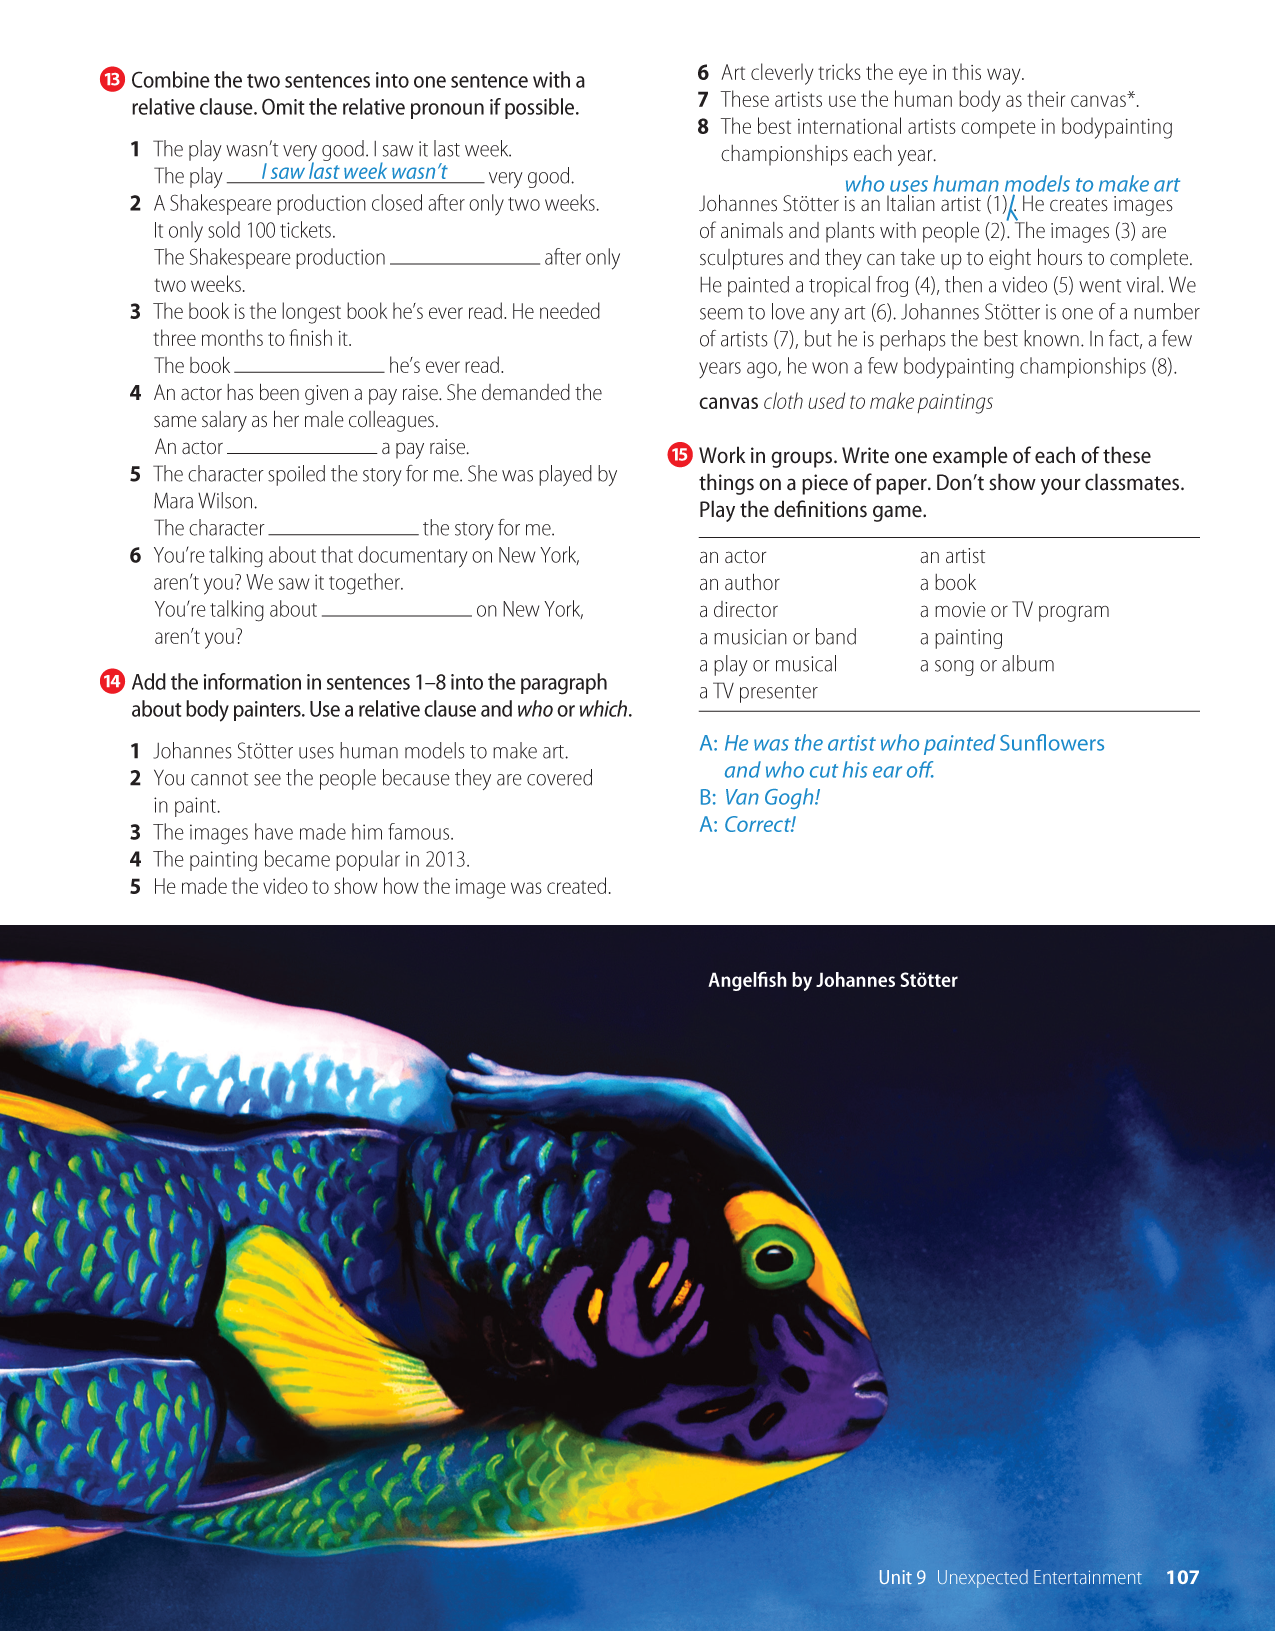 13 Combine the two sentences into one sentence with a
relative clause. Omit the relative pronoun if possible.
1 The play wasn't very good. I saw it last week.
The play I saw last week wasn't very good.
2 A Shakespeare production closed after only two weeks.
It only sold 100 tickets.
The Shakespeare production ______ after only
two weeks.
3 The book is the longest book he's ever read. He needed
three months to finish it.
The book ______ he's ever read.
4 An actor has been given a pay raise. She demanded the
same salary as her male colleagues.
An actor ______ a pay raise.
5 The character spoiled the story for me. She was played by
Mara Wilson.
The character ______ the story for me.
6 You're talking about that documentary on New York,
aren't you? We saw it together.
You're talking about ______ on New York,
aren't you?
14 Add the information in sentences 1–8 into the paragraph
about body painters. Use a relative clause and who or which.
1 Johannes Stötter uses human models to make art.
2 You cannot see the people because they are covered
in paint.
3 The images have made him famous.
4 The painting became popular in 2013.
5 He made the video to show how the image was created.
6 Art cleverly tricks the eye in this way.
7 These artists use the human body as their canvas*.
8 The best international artists compete in bodypainting
championships each year.
who uses human models to make art
Johannes Stötter is an Italian artist (1). He creates images
of animals and plants with people (2). The images (3) are
sculptures and they can take up to eight hours to complete.
He painted a tropical frog (4), then a video (5) went viral. We
seem to love any art (6). Johannes Stötter is one of a number
of artists (7), but he is perhaps the best known. In fact, a few
years ago, he won a few bodypainting championships (8).
canvas cloth used to make paintings
15 Work in groups. Write one example of each of these
things on a piece of paper. Don't show your classmates.
Play the definitions game.
an actor an artist
an author a book
a director a movie or TV program
a musician or band a painting
a play or musical a song or album
a TV presenter
A: He was the artist who painted Sunflowers
and who cut his ear off.
B: Van Gogh!
A: Correct!
Angelfish by Johannes Stötter
Unit 9 Unexpected Entertainment 107